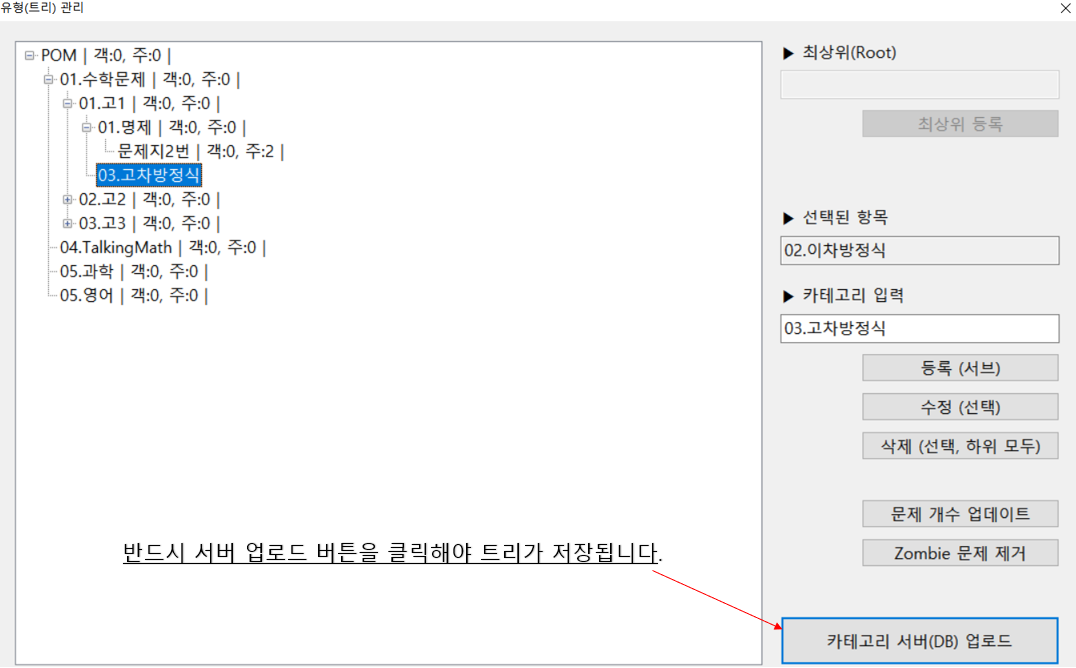 유형(트리) 관리
POM | 객:0, 주:0 |
01.수학문제 | 객:0, 주:0 |
01.고1 | 객:0, 주:0 |
01.명제 | 객:0, 주:0 |
문제지2번 | 객:0, 주:2 |
03.고차방정식
02.고2 | 객:0, 주:0 |
03.고3 | 객:0, 주:0 |
04.TalkingMath | 객:0, 주:0 |
05.과학 | 객:0, 주:0 |
05.영어 | 객:0, 주:0 |
반드시 서버 업로드 버튼을 클릭해야 트리가 저장됩니다.
▶ 최상위(Root)
최상위 등록
▶ 선택된 항목
02.이차방정식
▶ 카테고리 입력
03.고차방정식
등록 (서브)
수정 (선택)
삭제 (선택, 하위 모두)
문제 개수 업데이트
Zombie 문제 제거
카테고리 서버(DB) 업로드